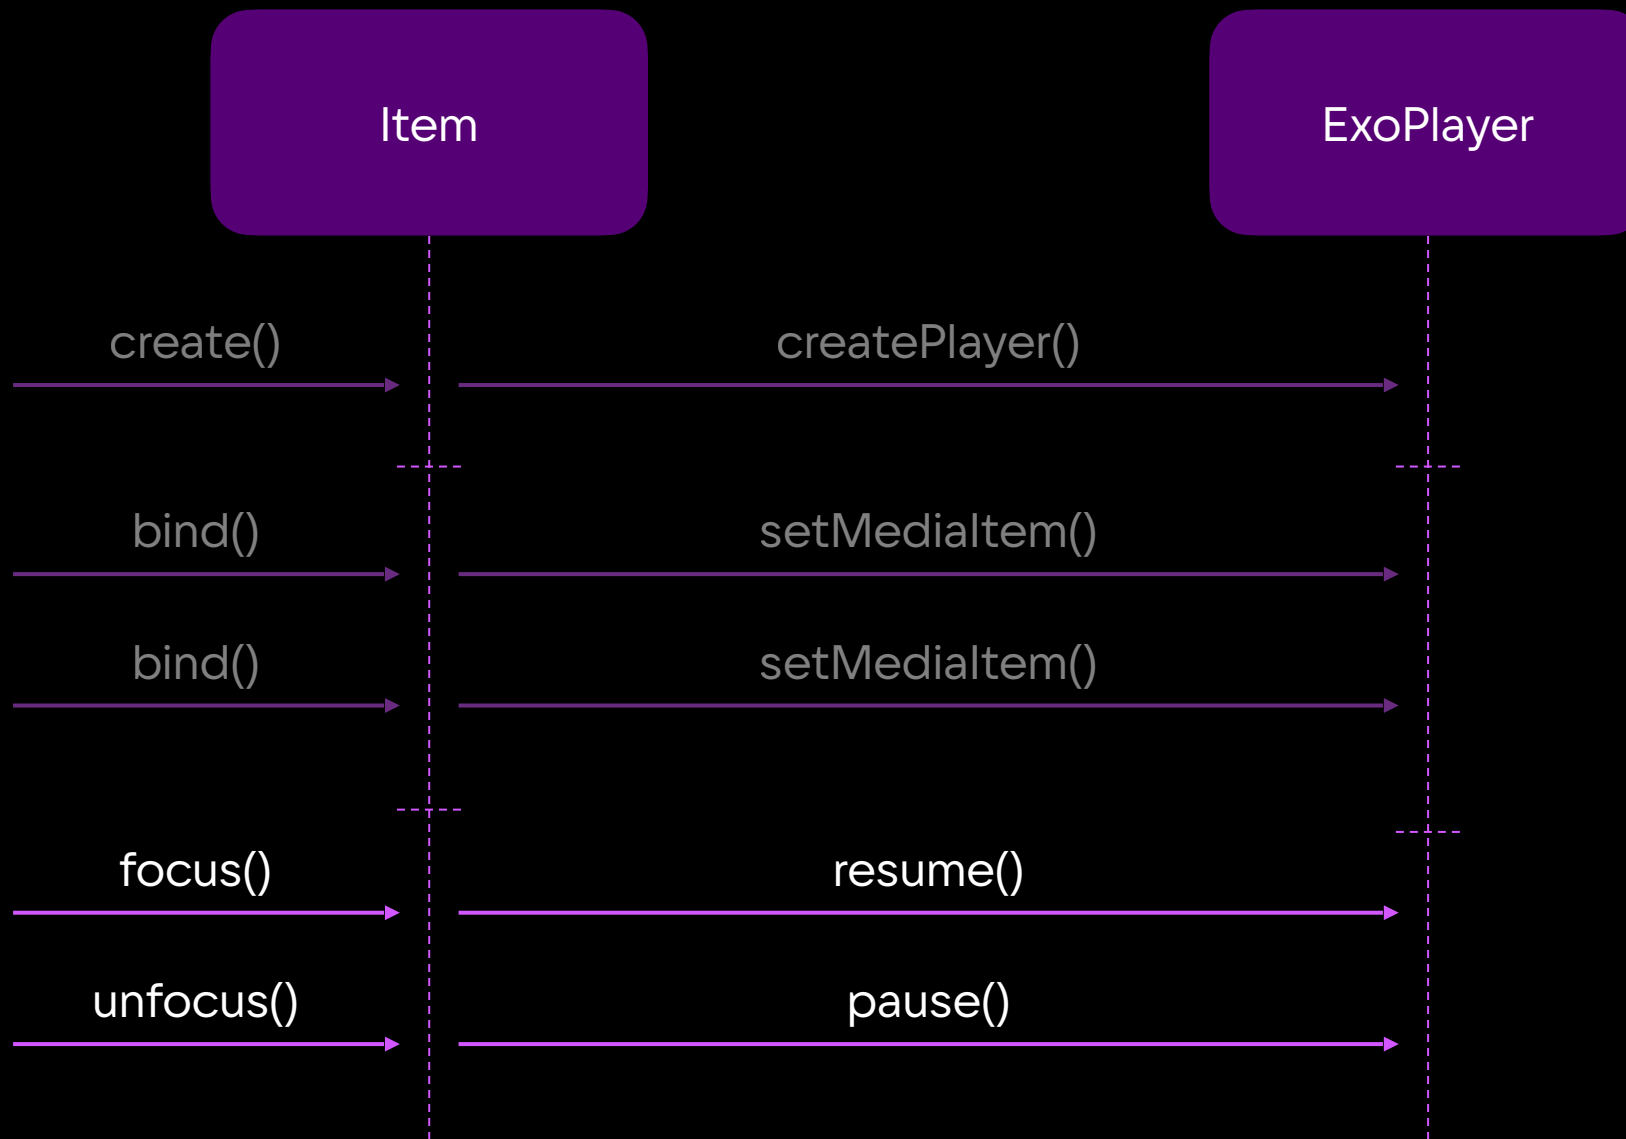 Item
ExoPlayer
create()
createPlayer()
bind()
setMediaItem()
bind()
setMediaItem()
focus()
resume()
unfocus()
pause()